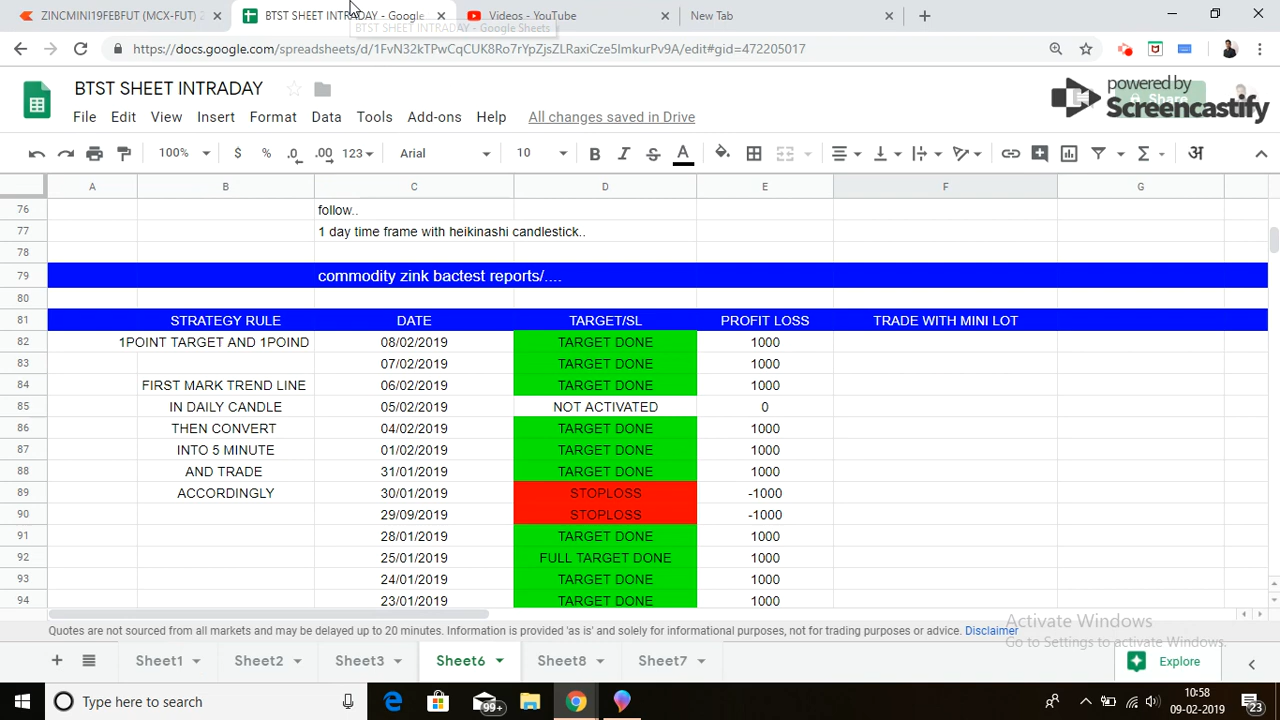 ZINCMINI19FEBFUT (MCX-FUT) 2
BTST SHEET INTRADAY - Google
Videos - YouTube
New Tab
BTST SHEET INTRADAY - Google Sheets
https://docs.google.com/spreadsheets/d/1FvN32kTPwCqCUK8Ro7rYpZjsZLRaxiCze5ImkurPv9A/edit#gid=472205017
BTST SHEET INTRADAY
powered by
Screencastify
Share
File Edit View Insert Format Data Tools Add-ons Help All changes saved in Drive
100% $ % .0 .00 123 Arial 10 B I S A अ
A B C D E F G
76 follow..
77 1 day time frame with heikinashi candlestick..
78
79 commodity zink bactest reports/....
80
81 STRATEGY RULE DATE TARGET/SL PROFIT LOSS TRADE WITH MINI LOT
82 1POINT TARGET AND 1POIND 08/02/2019 TARGET DONE 1000
83 07/02/2019 TARGET DONE 1000
84 FIRST MARK TREND LINE 06/02/2019 TARGET DONE 1000
85 IN DAILY CANDLE 05/02/2019 NOT ACTIVATED 0
86 THEN CONVERT 04/02/2019 TARGET DONE 1000
87 INTO 5 MINUTE 01/02/2019 TARGET DONE 1000
88 AND TRADE 31/01/2019 TARGET DONE 1000
89 ACCORDINGLY 30/01/2019 STOPLOSS -1000
90 29/09/2019 STOPLOSS -1000
91 28/01/2019 TARGET DONE 1000
92 25/01/2019 FULL TARGET DONE 1000
93 24/01/2019 TARGET DONE 1000
94 23/01/2019 TARGET DONE 1000
Quotes are not sourced from all markets and may be delayed up to 20 minutes. Information is provided 'as is' and solely for informational purposes, not for trading purposes or advice. Disclaimer
Activate Windows
Go to Settings to activate Windows.
Sheet1 Sheet2 Sheet3 Sheet6 Sheet8 Sheet7 Explore
Type here to search
99+
10:58
09-02-2019
23